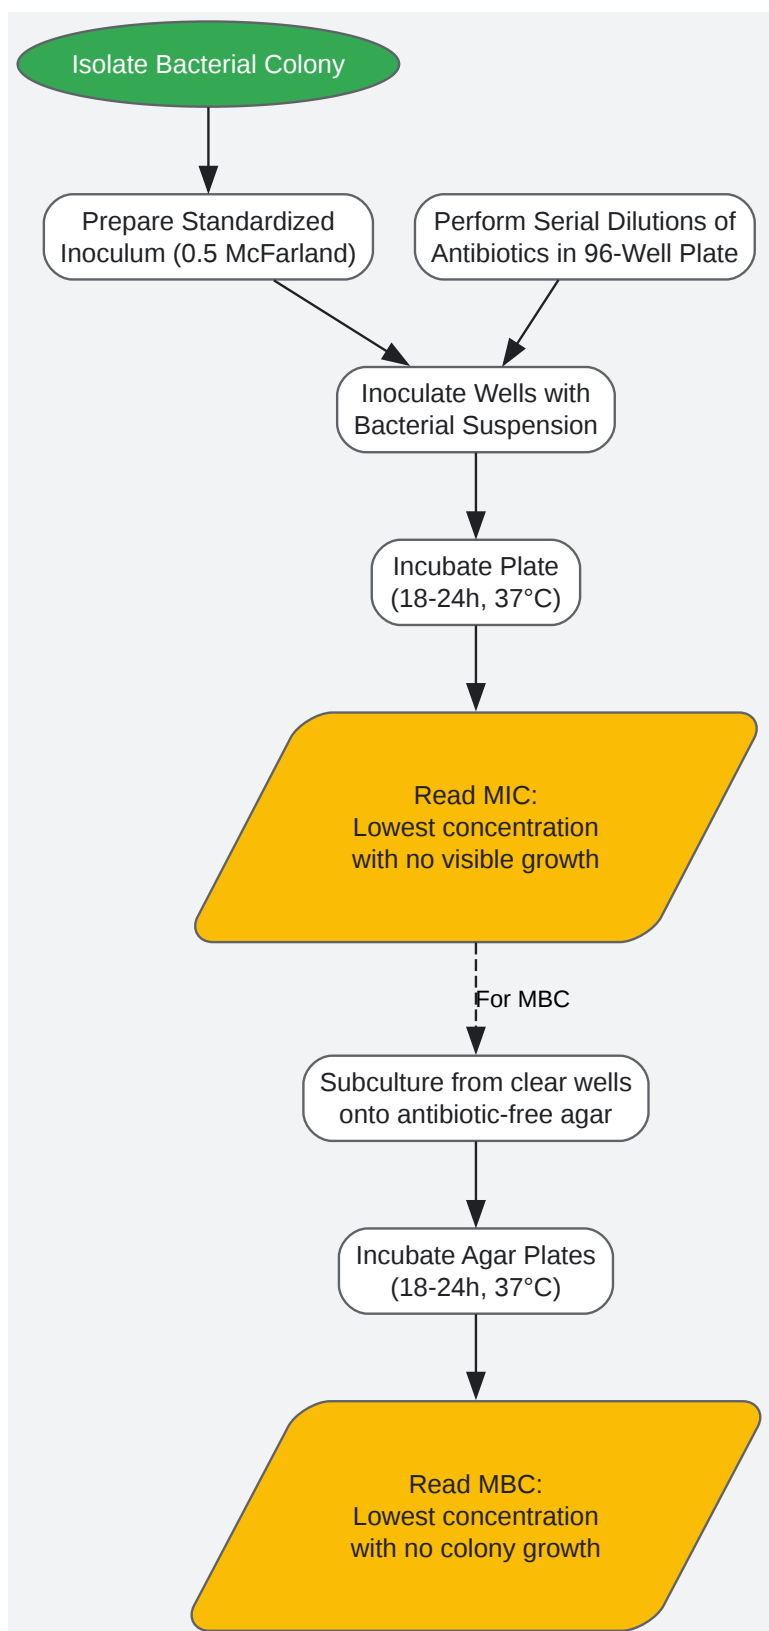 Isolate Bacterial Colony
Prepare Standardized
Inoculum (0.5 McFarland)
Perform Serial Dilutions of
Antibiotics in 96-Well Plate
Inoculate Wells with
Bacterial Suspension
Incubate Plate
(18-24h, 37°C)
Read MIC:
Lowest concentration
with no visible growth
For MBC
Subculture from clear wells
onto antibiotic-free agar
Incubate Agar Plates
(18-24h, 37°C)
Read MBC:
Lowest concentration
with no colony growth